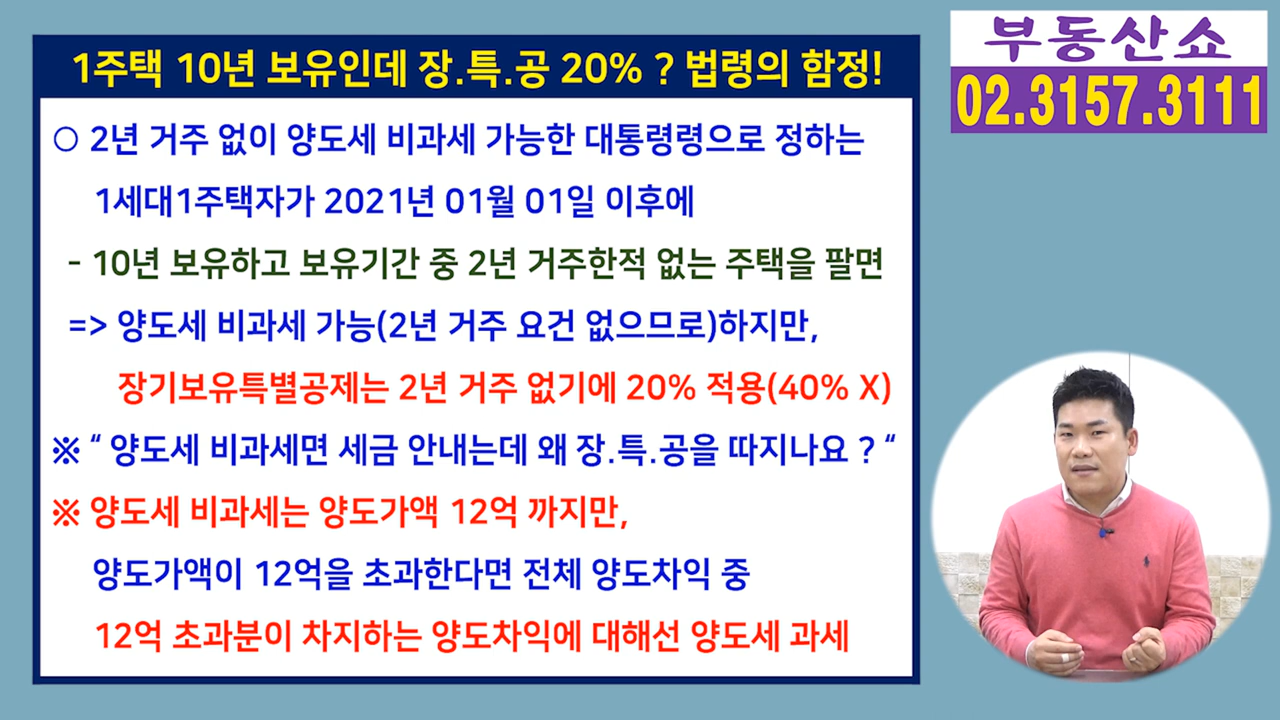 1주택 10년 보유인데 장.특.공 20% ? 법령의 함정!
○ 2년 거주 없이 양도세 비과세 가능한 대통령령으로 정하는
1세대1주택자가 2021년 01월 01일 이후에
- 10년 보유하고 보유기간 중 2년 거주한적 없는 주택을 팔면
=> 양도세 비과세 가능(2년 거주 요건 없으므로)하지만,
장기보유특별공제는 2년 거주 없기에 20% 적용(40% X)
※ “ 양도세 비과세면 세금 안내는데 왜 장.특.공을 따지나요 ? “
※ 양도세 비과세는 양도가액 12억 까지만,
양도가액이 12억을 초과한다면 전체 양도차익 중
12억 초과분이 차지하는 양도차익에 대해선 양도세 과세
부동산쇼
02.3157.3111